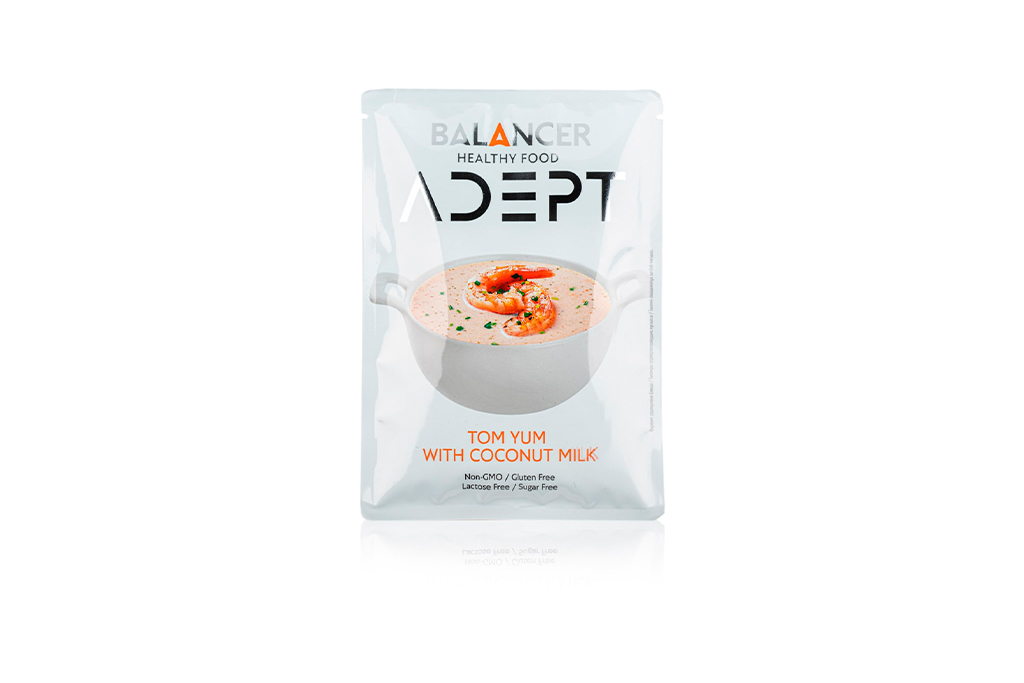 BALANCER
HEALTHY FOOD
ADEPT
TOM YUM
WITH COCONUT MILK
Non-GMO / Gluten Free
Lactose Free / Sugar Free